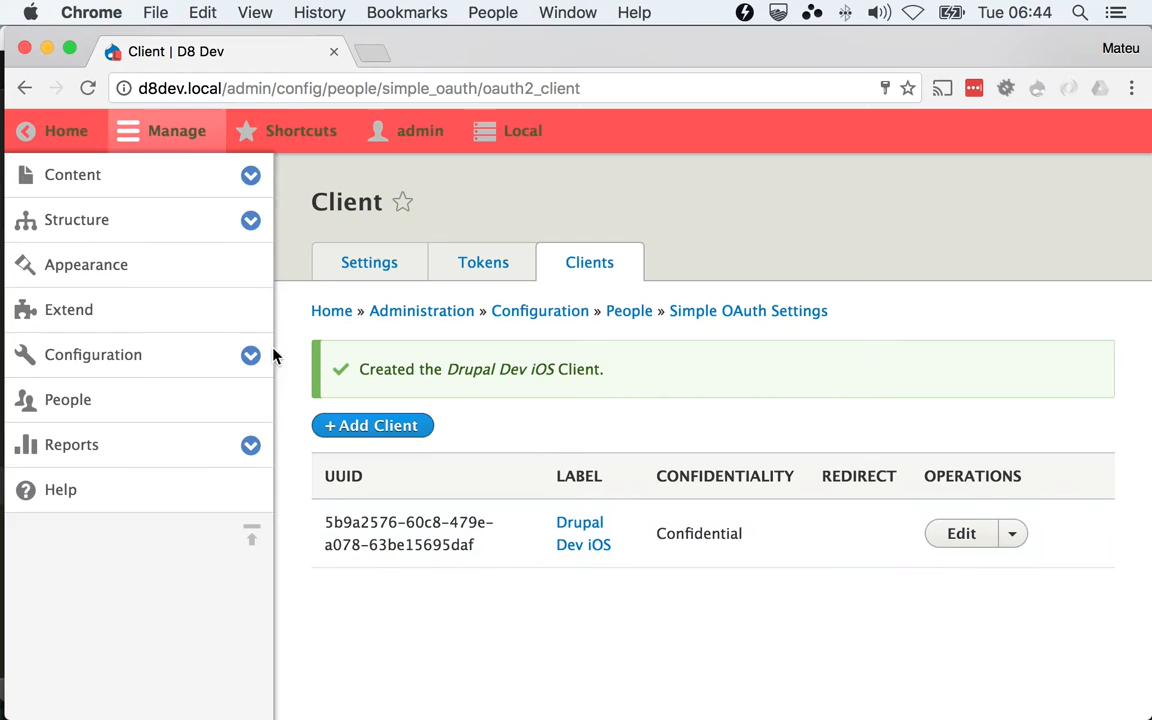 Chrome File Edit View History Bookmarks People Window Help Tue 06:44
Client | D8 Dev Mateu
d8dev.local/admin/config/people/simple_oauth/oauth2_client
Home Manage Shortcuts admin Local
Content
Structure
Appearance
Extend
Configuration
People
Reports
Help
Client
Settings Tokens Clients
Home » Administration » Configuration » People » Simple OAuth Settings
Created the Drupal Dev iOS Client.
+ Add Client
UUID LABEL CONFIDENTIALITY REDIRECT OPERATIONS
5b9a2576-60c8-479e- Drupal
a078-63be15695daf Dev iOS Confidential Edit